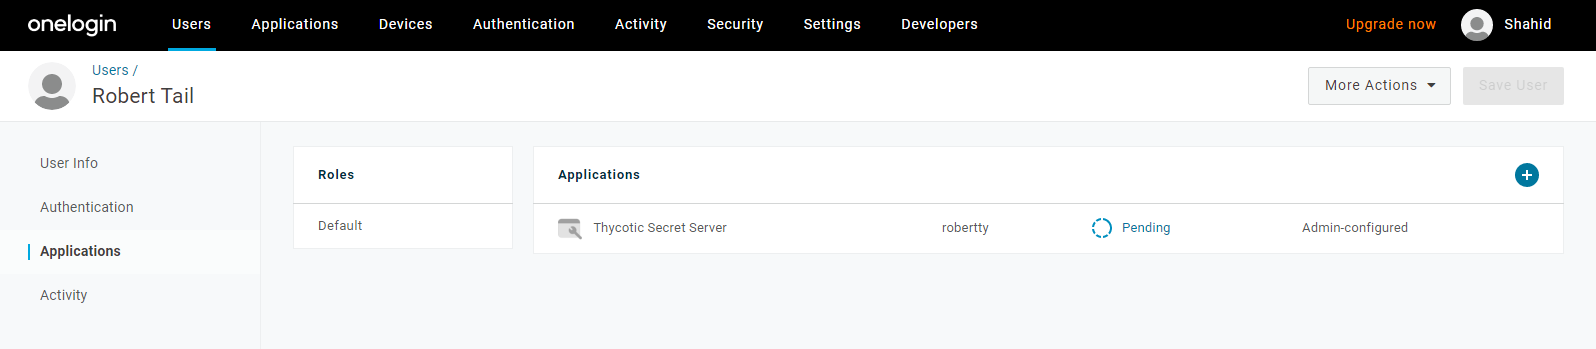 onelogin Users Applications Devices Authentication Activity Security Settings Developers Upgrade now Shahid
Users /
Robert Tail
More Actions Save User
User Info
Authentication
Applications
Activity
Roles
Default
Applications
Thycotic Secret Server robertty Pending Admin-configured